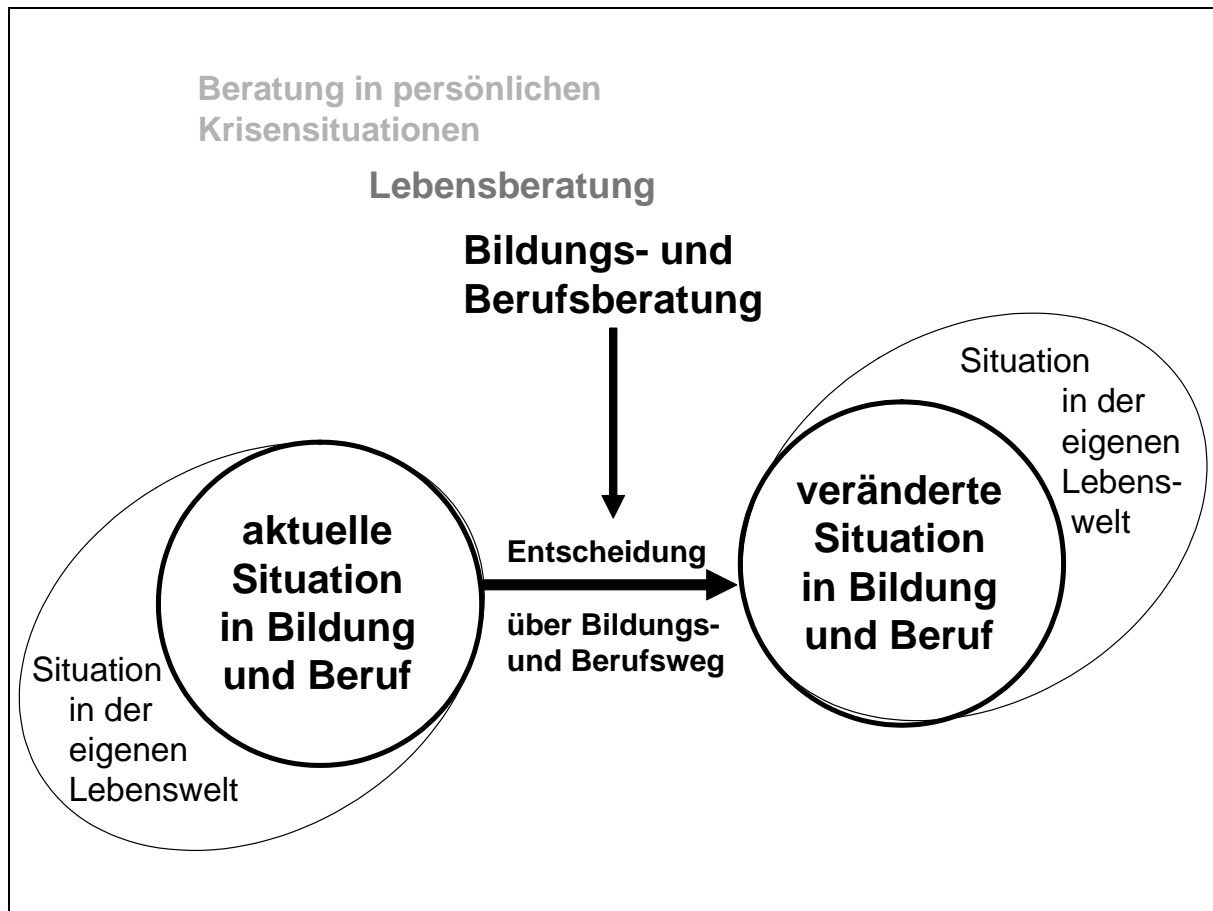 Beratung in persönlichen
Krisensituationen
Lebensberatung
Bildungs- und
Berufsberatung
aktuelle
Situation
in Bildung
und Beruf
Situation
in der
eigenen
Lebenswelt
Entscheidung
über Bildungs-
und Berufsweg
veränderte
Situation
in Bildung
und Beruf
Situation
in der
eigenen
Lebens-
welt